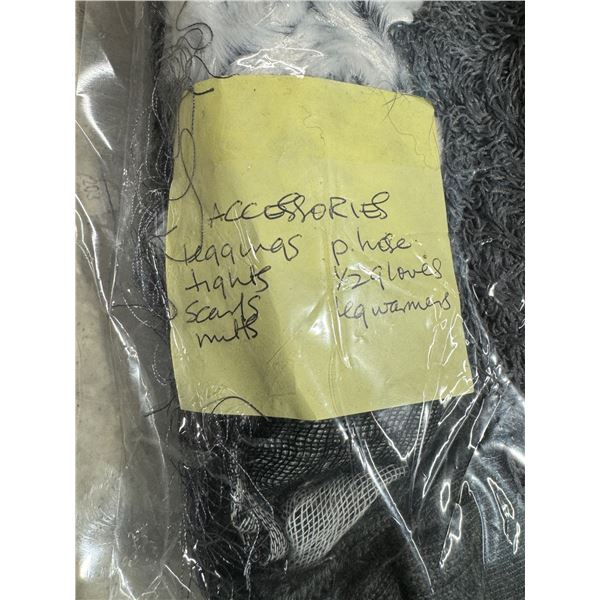 ACCESSORIES
leggings p. hose
tights 1/2 gloves
scarfs legwarmers
mitts